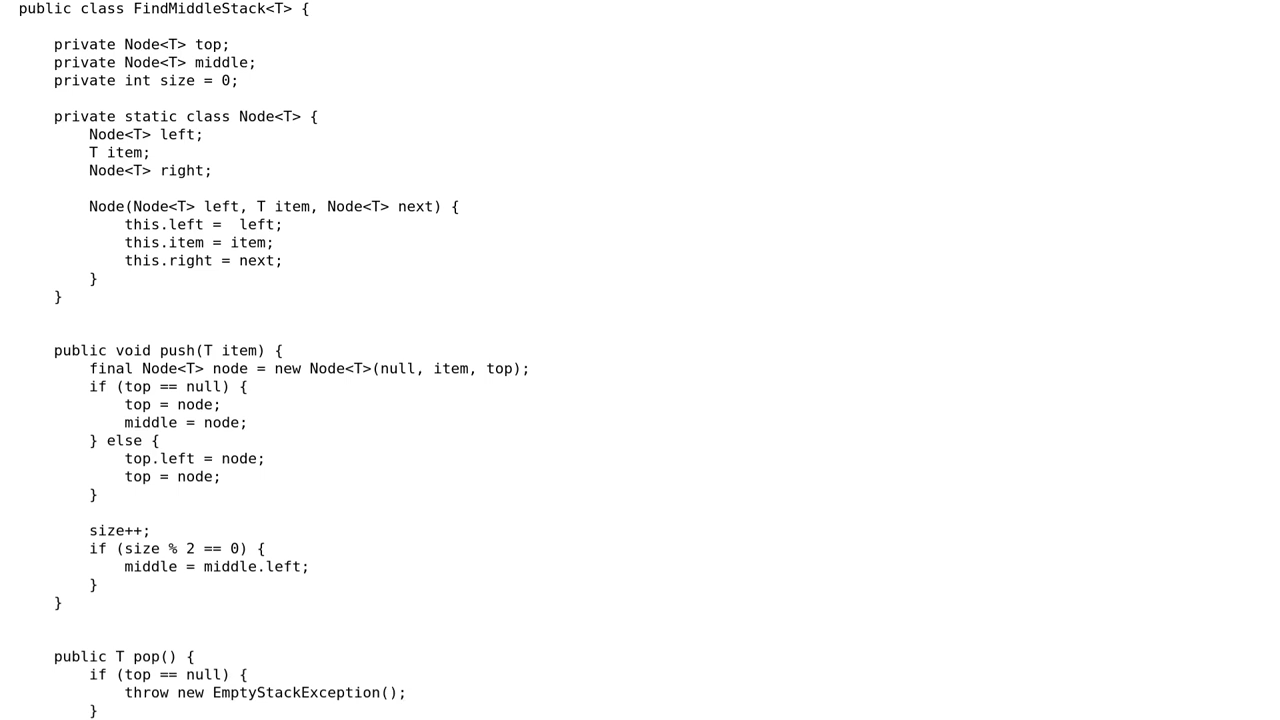 public class FindMiddleStack<T> {
private Node<T> top;
private Node<T> middle;
private int size = 0;
private static class Node<T> {
Node<T> left;
T item;
Node<T> right;
Node(Node<T> left, T item, Node<T> next) {
this.left =  left;
this.item = item;
this.right = next;
}
}
public void push(T item) {
final Node<T> node = new Node<T>(null, item, top);
if (top == null) {
top = node;
middle = node;
} else {
top.left = node;
top = node;
}
size++;
if (size % 2 == 0) {
middle = middle.left;
}
}
public T pop() {
if (top == null) {
throw new EmptyStackException();
}